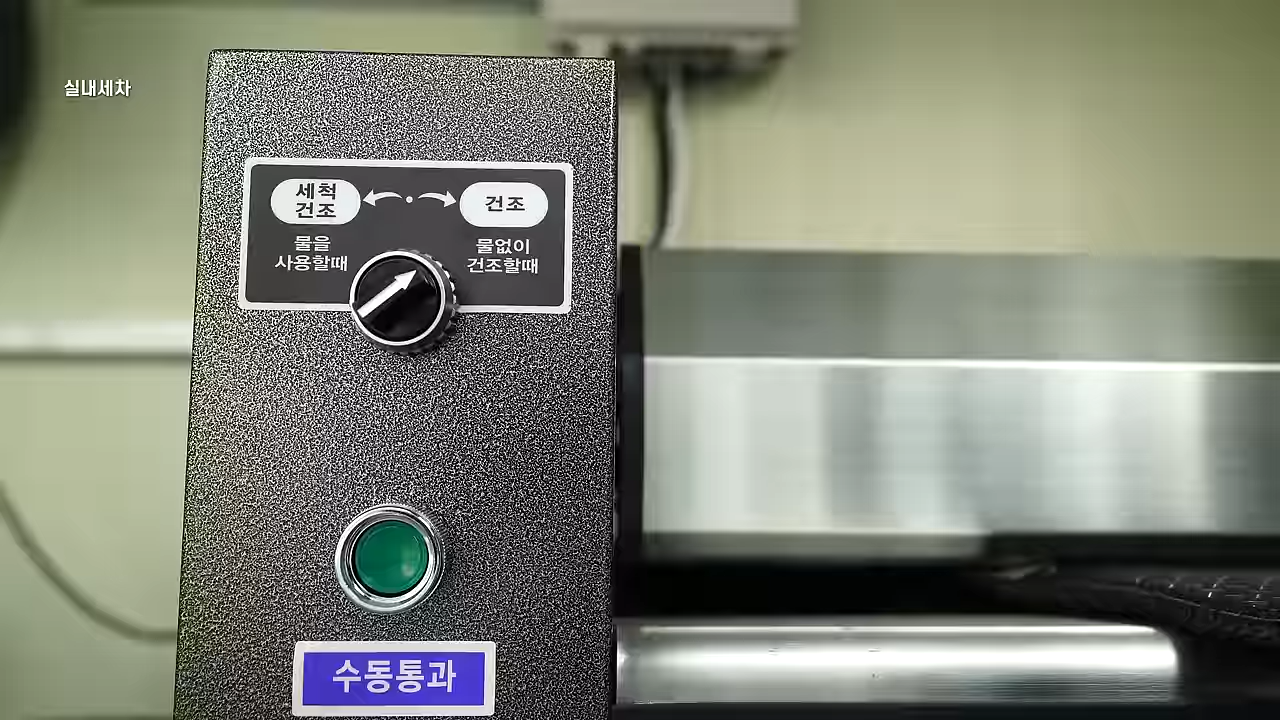 실내세차
세척
건조
건조
물을
사용할때
물없이
건조할때
수동통과